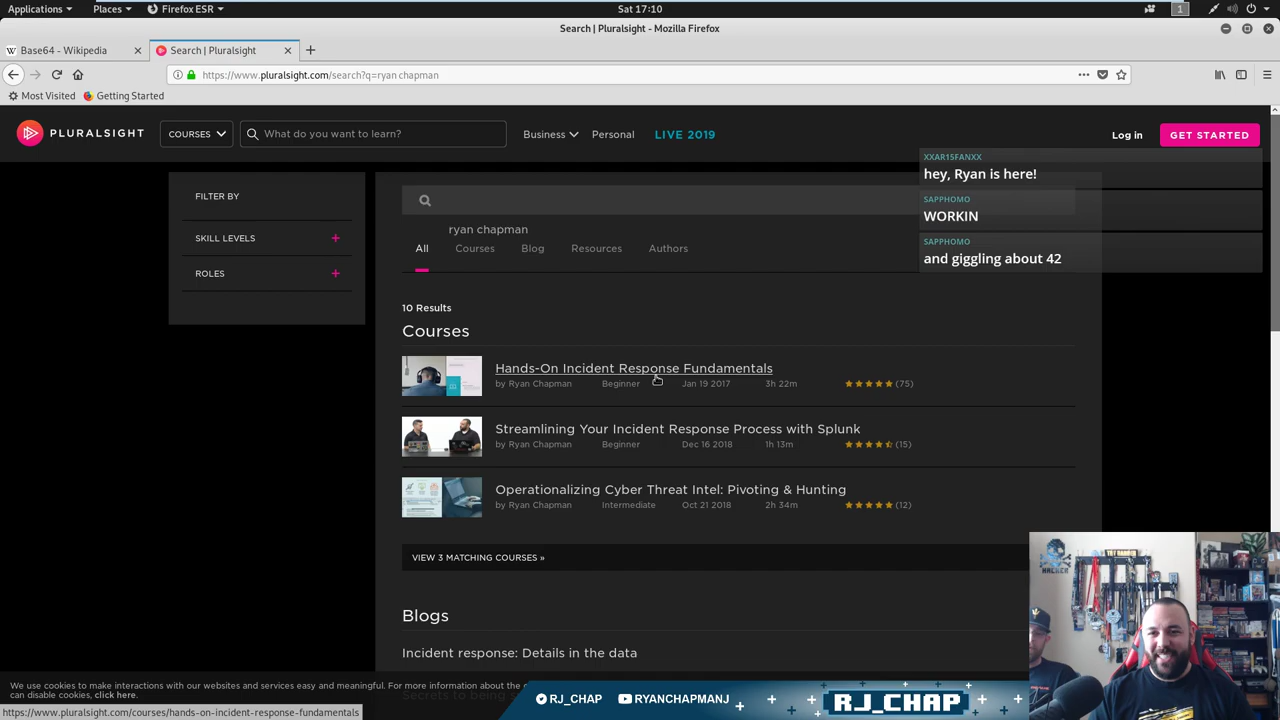 Applications Places Firefox ESR Sat 17:10 1
Search | Pluralsight - Mozilla Firefox
W Base64 - Wikipedia Search | Pluralsight
https://www.pluralsight.com/search?q=ryan chapman
Most Visited Getting Started
PLURALSIGHT COURSES What do you want to learn? Business Personal LIVE 2019 Log in GET STARTED
XXAR15FANXX
hey, Ryan is here!
SAPPHOMO
WORKIN
SAPPHOMO
and giggling about 42
FILTER BY
SKILL LEVELS +
ROLES +
ryan chapman
All Courses Blog Resources Authors
10 Results
Courses
Hands-On Incident Response Fundamentals
by Ryan Chapman Beginner Jan 19 2017 3h 22m (75)
Streamlining Your Incident Response Process with Splunk
by Ryan Chapman Beginner Dec 16 2018 1h 13m (15)
Operationalizing Cyber Threat Intel: Pivoting & Hunting
by Ryan Chapman Intermediate Oct 21 2018 2h 34m (12)
VIEW 3 MATCHING COURSES »
Blogs
Incident response: Details in the data
We use cookies to make interactions with our websites and services easy and meaningful. For more information about the
can disable cookies, click here.
https://www.pluralsight.com/courses/hands-on-incident-response-fundamentals
RJ_CHAP RYANCHAPMANJ RJ_CHAP
HACKER